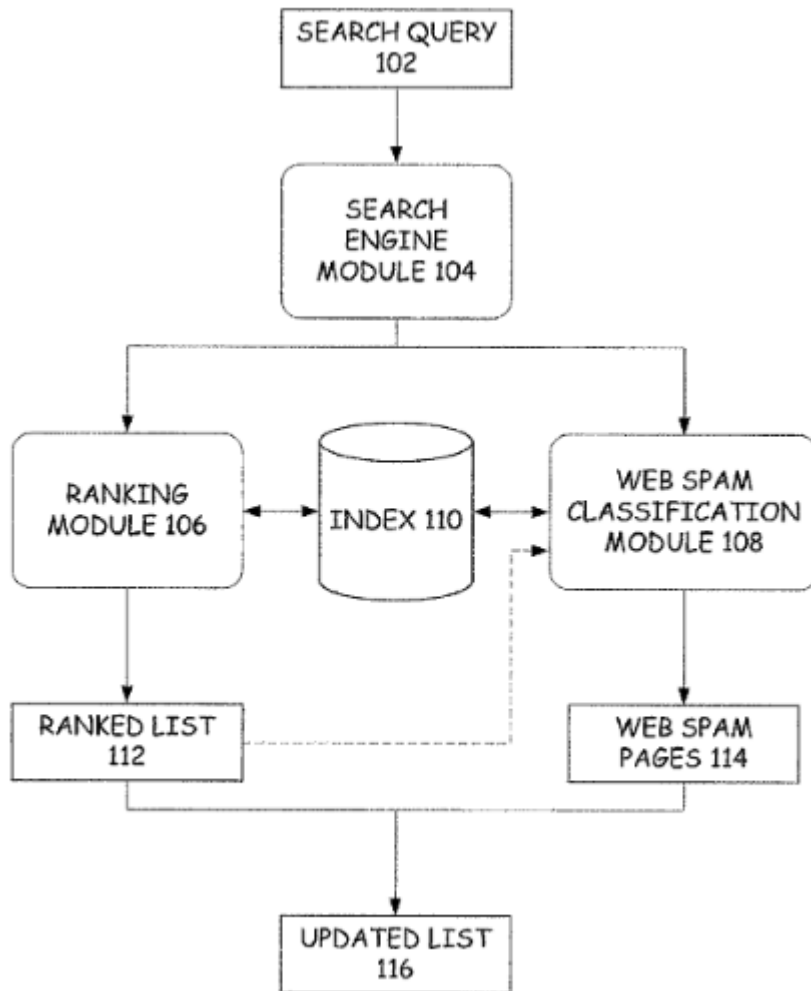 SEARCH QUERY
102
SEARCH
ENGINE
MODULE 104
RANKING
MODULE 106
INDEX 110
WEB SPAM
CLASSIFICATION
MODULE 108
RANKED LIST
112
WEB SPAM
PAGES 114
UPDATED LIST
116